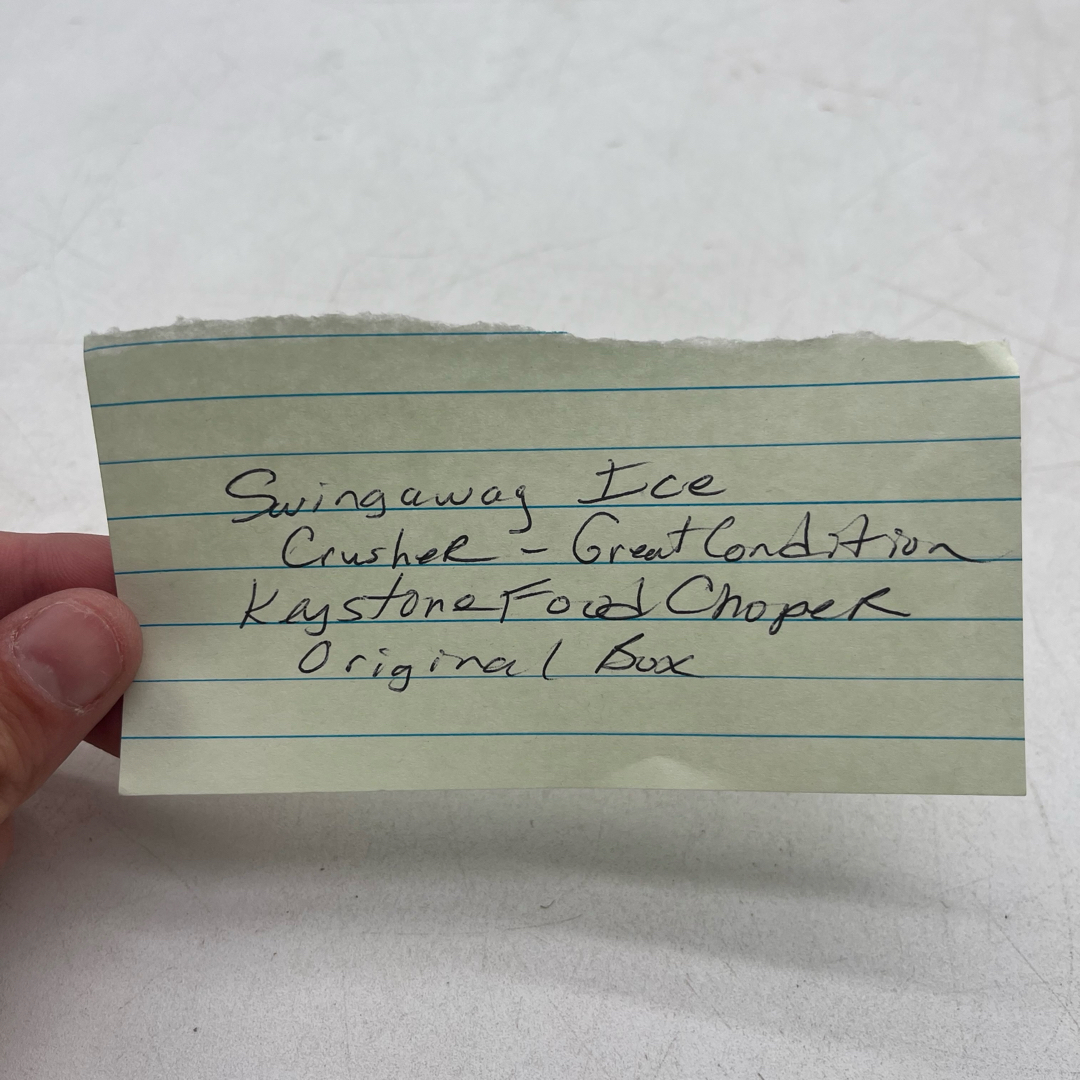 Swingaway Ice
Crusher - Great Condition
Keystone Food Choper
Original Box